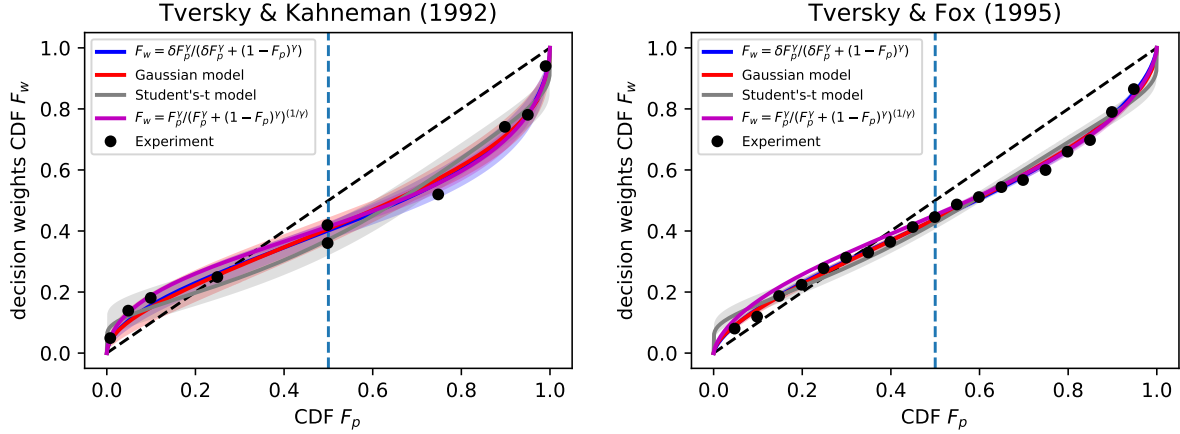 Tversky & Kahneman (1992)
F_w = δF_p^γ/(δF_p^γ + (1 − F_p)^γ)
Gaussian model
Student's-t model
F_w = F_p^γ/(F_p^γ + (1 − F_p)^γ)^(1/γ)
Experiment
decision weights CDF F_w
1.0
0.8
0.6
0.4
0.2
0.0
0.0 0.2 0.4 0.6 0.8 1.0
CDF F_p
Tversky & Fox (1995)
F_w = δF_p^γ/(δF_p^γ + (1 − F_p)^γ)
Gaussian model
Student's-t model
F_w = F_p^γ/(F_p^γ + (1 − F_p)^γ)^(1/γ)
Experiment
decision weights CDF F_w
1.0
0.8
0.6
0.4
0.2
0.0
0.0 0.2 0.4 0.6 0.8 1.0
CDF F_p